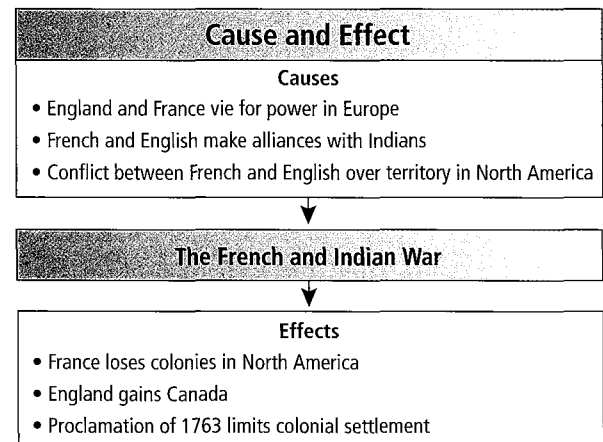 Cause and Effect
Causes
• England and France vie for power in Europe
• French and English make alliances with Indians
• Conflict between French and English over territory in North America
The French and Indian War
Effects
• France loses colonies in North America
• England gains Canada
• Proclamation of 1763 limits colonial settlement